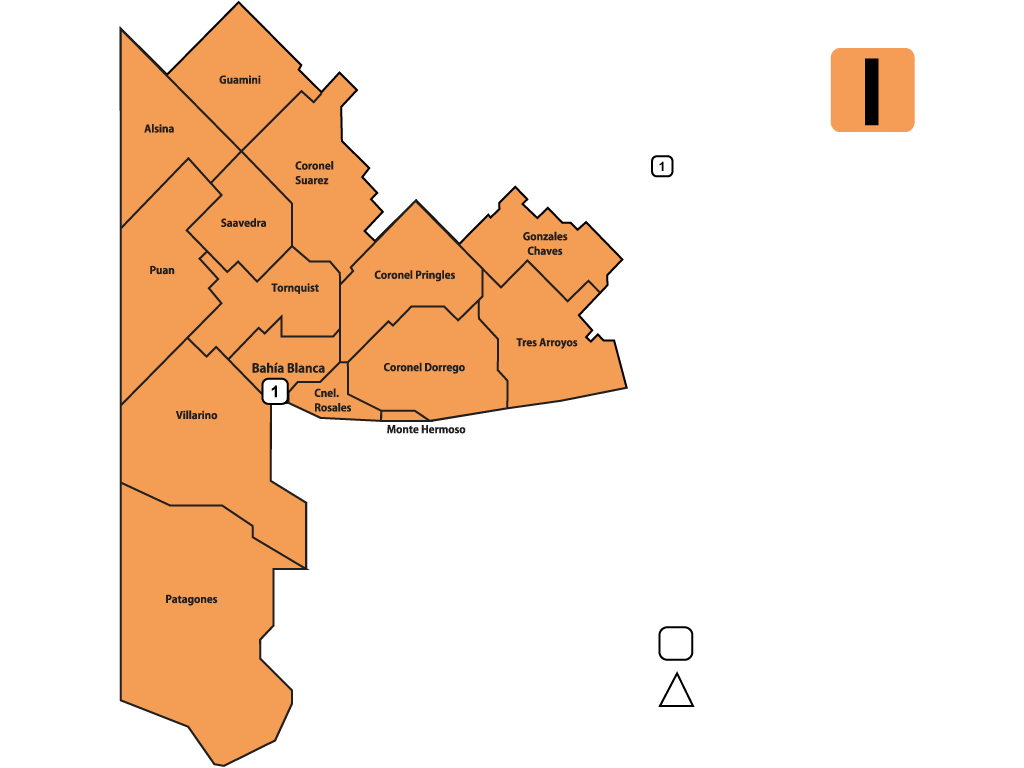 Guamini
I
Alsina
Coronel
Suarez
1
Saavedra
Gonzales
Chaves
Puan
Coronel Pringles
Tornquist
Tres Arroyos
Bahía Blanca
Coronel Dorrego
1
Cnel.
Rosales
Villarino
Monte Hermoso
Patagones